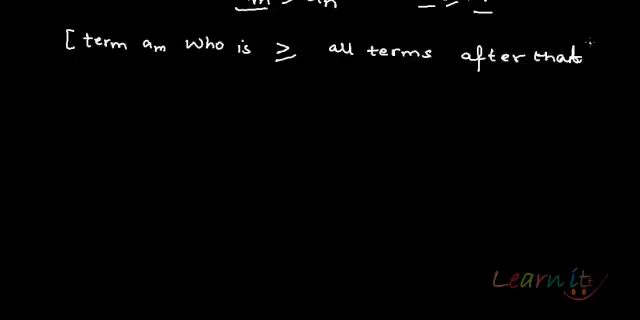 [ term am who is ≥ all terms after that
Learnit